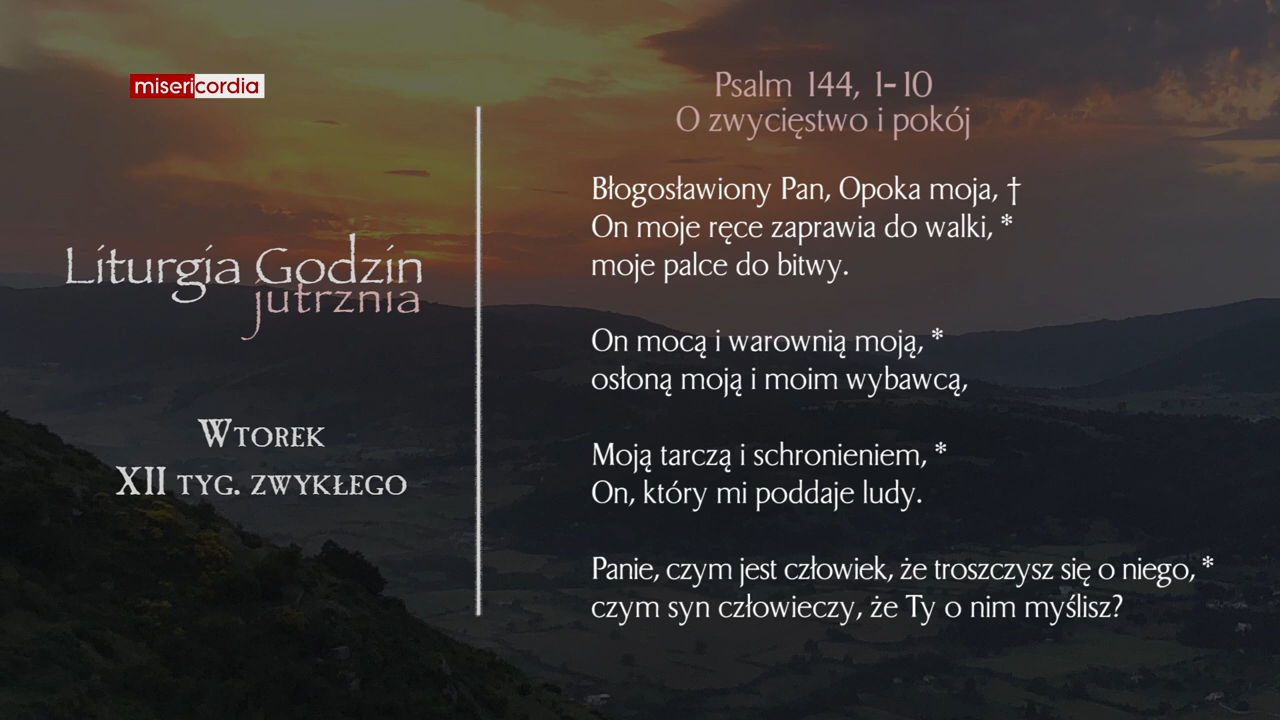 misericordia
Liturgia Godzin
jutrznia
Wtorek
XII tyg. zwykłego
Psalm 144, 1-10
O zwycięstwo i pokój
Błogosławiony Pan, Opoka moja, †
On moje ręce zaprawia do walki, *
moje palce do bitwy.
On mocą i warownią moją, *
osłoną moją i moim wybawcą,
Moją tarczą i schronieniem, *
On, który mi poddaje ludy.
Panie, czym jest człowiek, że troszczysz się o niego, *
czym syn człowieczy, że Ty o nim myślisz?